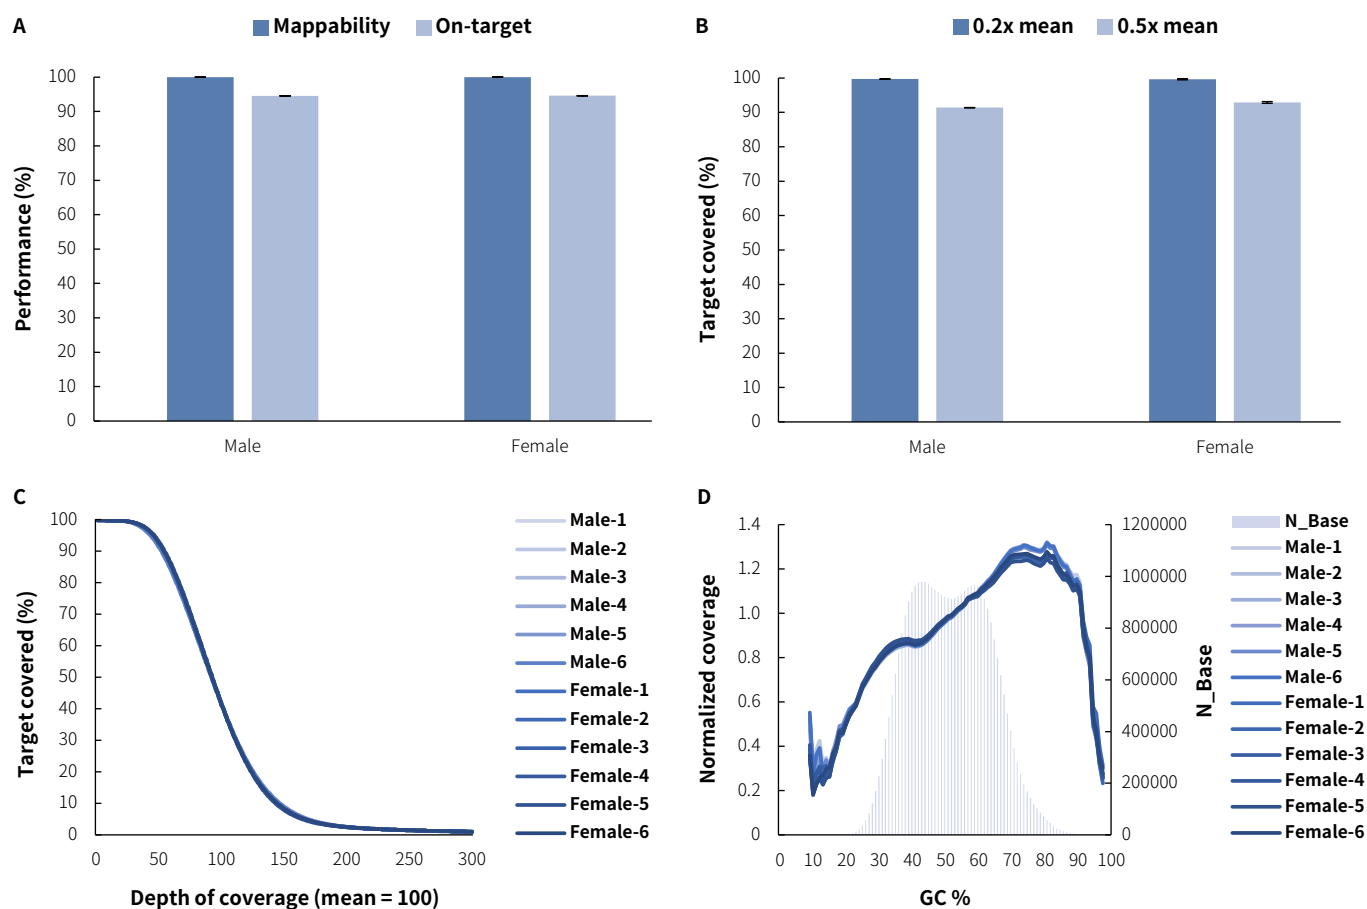 A
Mappability On-target
100
90
80
70
60
50
40
30
20
10
0
Performance (%)
Male Female
B
0.2x mean 0.5x mean
100
90
80
70
60
50
40
30
20
10
0
Target covered (%)
Male Female
C
100
90
80
70
60
50
40
30
20
10
0
Target covered (%)
0 50 100 150 200 250 300
Depth of coverage (mean = 100)
Male-1
Male-2
Male-3
Male-4
Male-5
Male-6
Female-1
Female-2
Female-3
Female-4
Female-5
Female-6
D
1.4
1.2
1.0
0.8
0.6
0.4
0.2
0
Normalized coverage
0 10 20 30 40 50 60 70 80 90 100
GC %
1200000
1000000
800000
600000
400000
200000
0
N_Base
N_Base
Male-1
Male-2
Male-3
Male-4
Male-5
Male-6
Female-1
Female-2
Female-3
Female-4
Female-5
Female-6